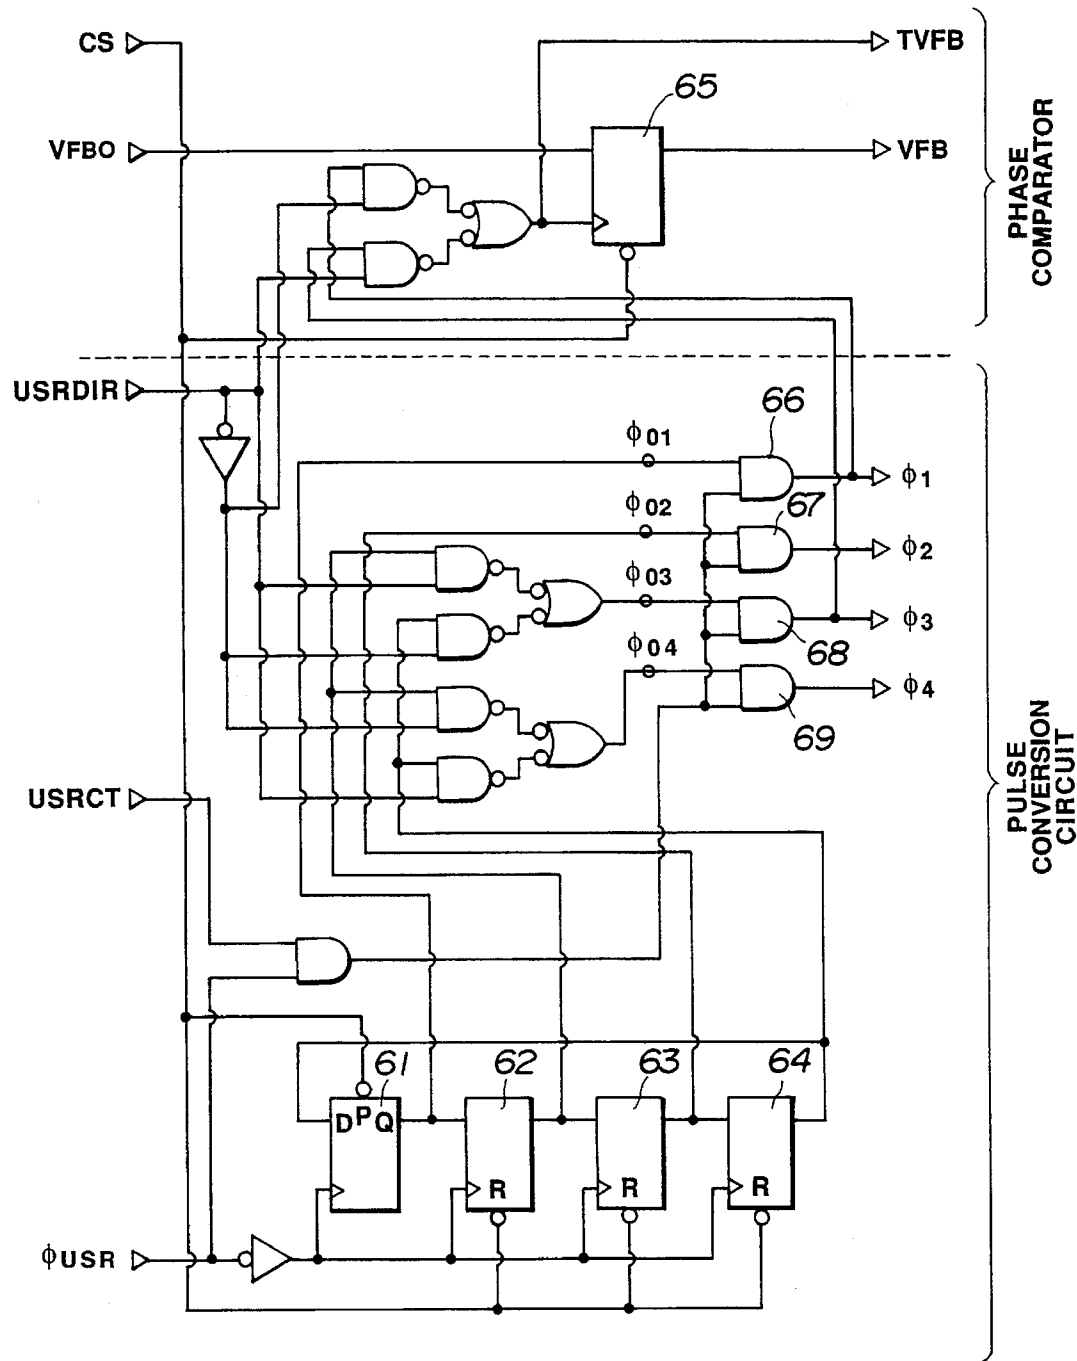 CS
TVFB
65
VFBO
VFB
PHASE
COMPARATOR
USRDIR
66
ϕ01
ϕ1
67
ϕ02
ϕ2
ϕ03
ϕ3
68
ϕ04
ϕ4
69
USRCT
PULSE
CONVERSION
CIRCUIT
61
62
63
64
D P Q
R
R
R
ϕUSR